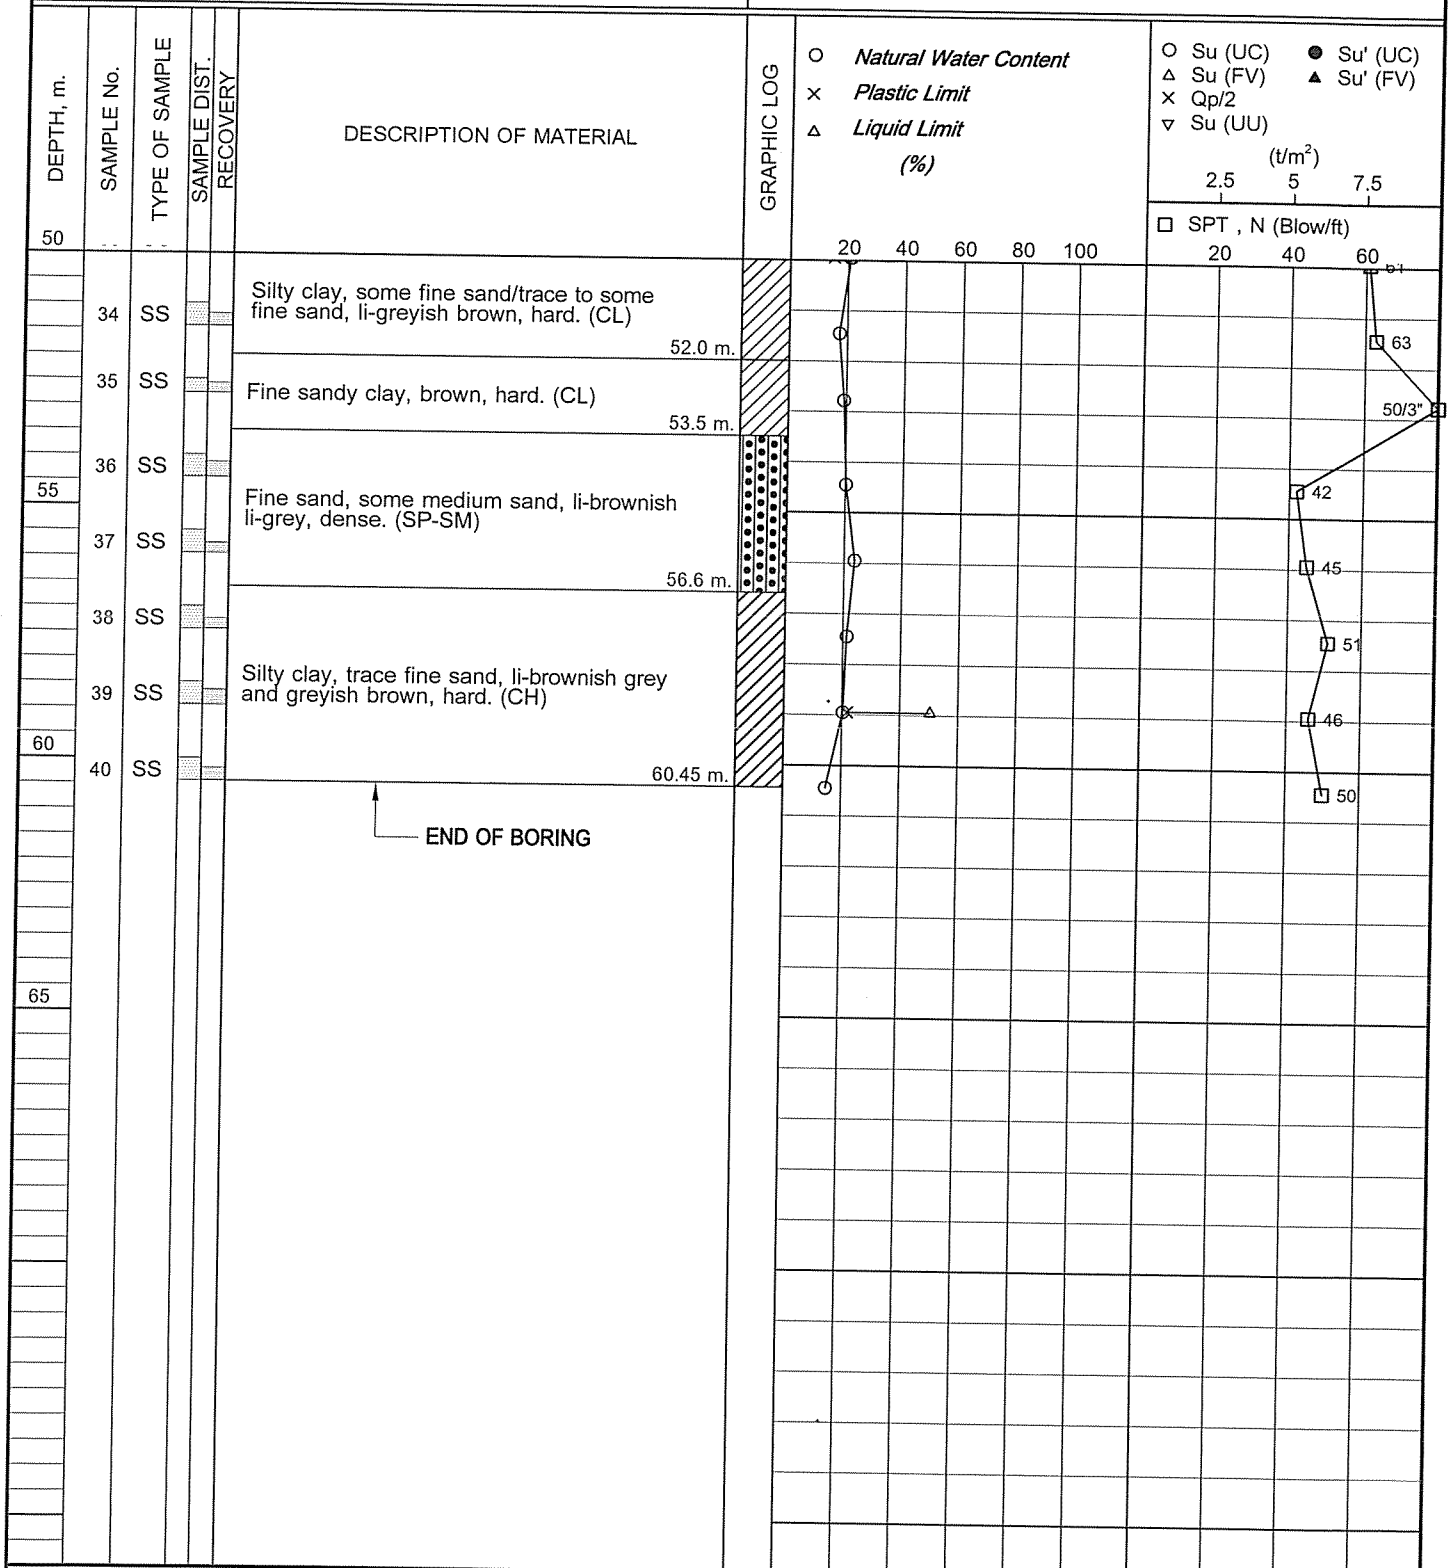 DEPTH, m.
SAMPLE No.
TYPE OF SAMPLE
SAMPLE DIST.
RECOVERY
DESCRIPTION OF MATERIAL
GRAPHIC LOG
○ Natural Water Content
× Plastic Limit
△ Liquid Limit
(%)
20 40 60 80 100
○ Su (UC) ● Su' (UC)
△ Su (FV) ▲ Su' (FV)
× Qp/2
▽ Su (UU)
(t/m²)
2.5 5 7.5
□ SPT , N (Blow/ft)
20 40 60
50
61
Silty clay, some fine sand/trace to some
fine sand, li-greyish brown, hard. (CL)
34 SS
63
52.0 m.
35 SS
Fine sandy clay, brown, hard. (CL)
50/3"
53.5 m.
36 SS
42
55
Fine sand, some medium sand, li-brownish
li-grey, dense. (SP-SM)
37 SS
45
56.6 m.
38 SS
51
Silty clay, trace fine sand, li-brownish grey
and greyish brown, hard. (CH)
39 SS
46
60
40 SS
60.45 m.
50
END OF BORING
65